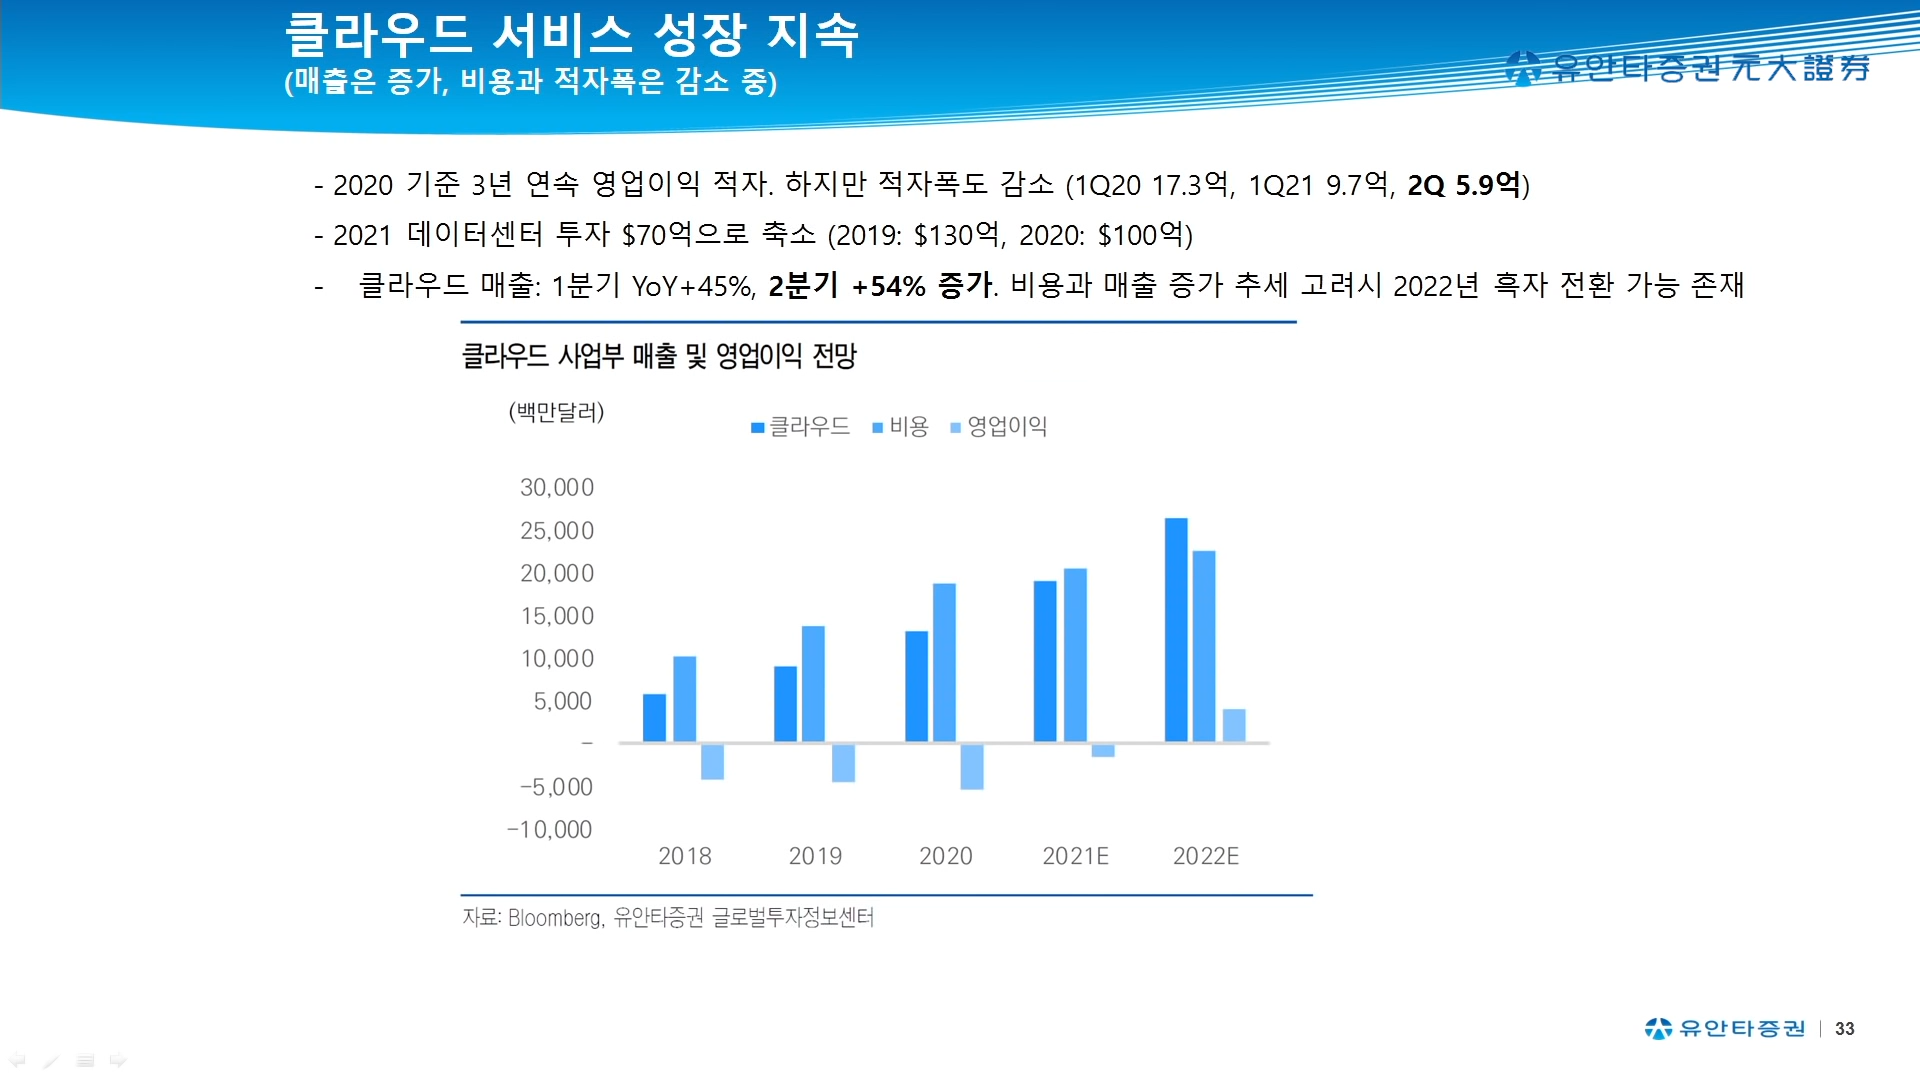 클라우드 서비스 성장 지속
(매출은 증가, 비용과 적자폭은 감소 중)
유안타증권 元大證券
- 2020 기준 3년 연속 영업이익 적자. 하지만 적자폭도 감소 (1Q20 17.3억, 1Q21 9.7억, 2Q 5.9억)
- 2021 데이터센터 투자 $70억으로 축소 (2019: $130억, 2020: $100억)
- 클라우드 매출: 1분기 YoY+45%, 2분기 +54% 증가. 비용과 매출 증가 추세 고려시 2022년 흑자 전환 가능 존재
클라우드 사업부 매출 및 영업이익 전망
(백만달러)
클라우드 비용 영업이익
30,000
25,000
20,000
15,000
10,000
5,000
–
-5,000
-10,000
2018 2019 2020 2021E 2022E
자료: Bloomberg, 유안타증권 글로벌투자정보센터
유안타증권 | 33